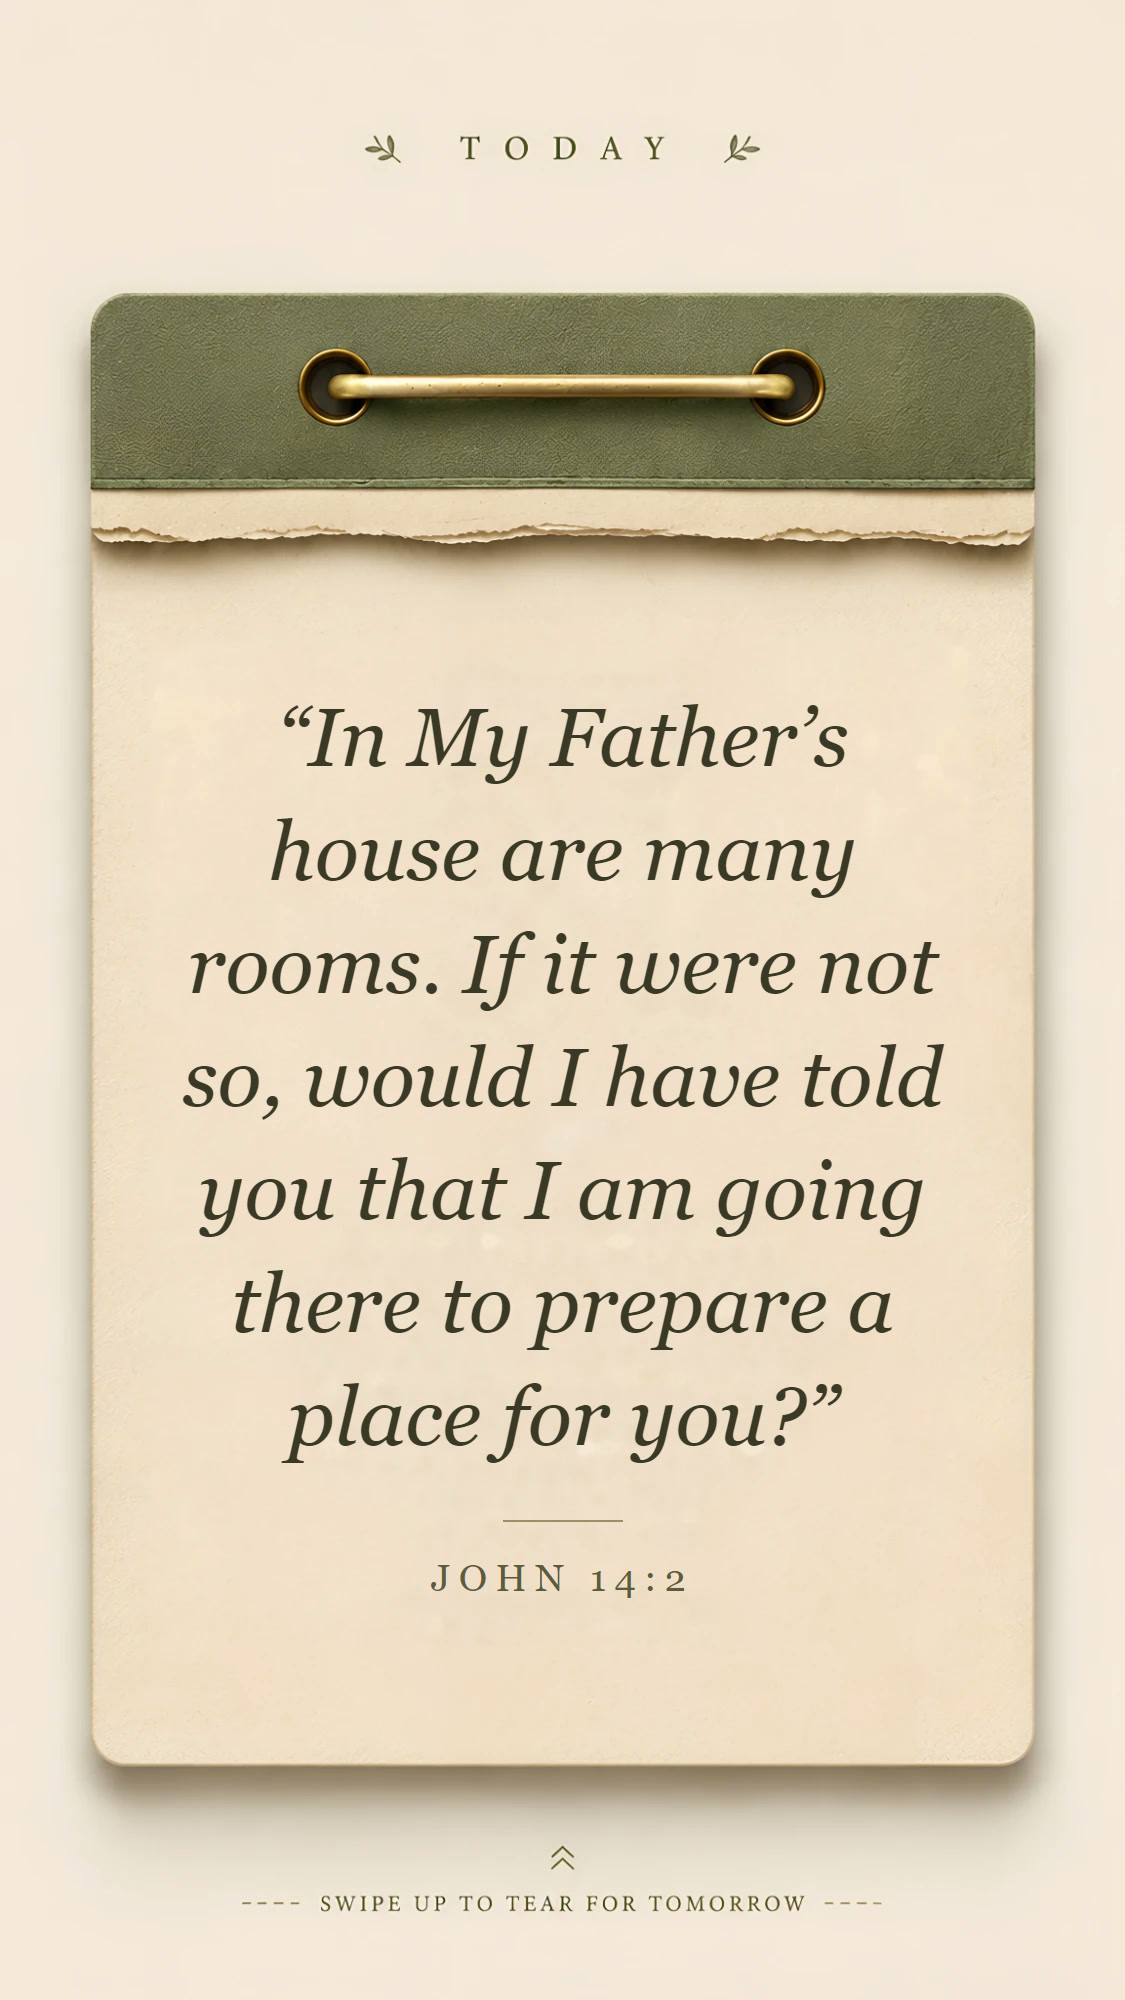 TODAY
“In My Father’s
house are many
rooms. If it were not
so, would I have told
you that I am going
there to prepare a
place for you?”
JOHN 14:2
SWIPE UP TO TEAR FOR TOMORROW